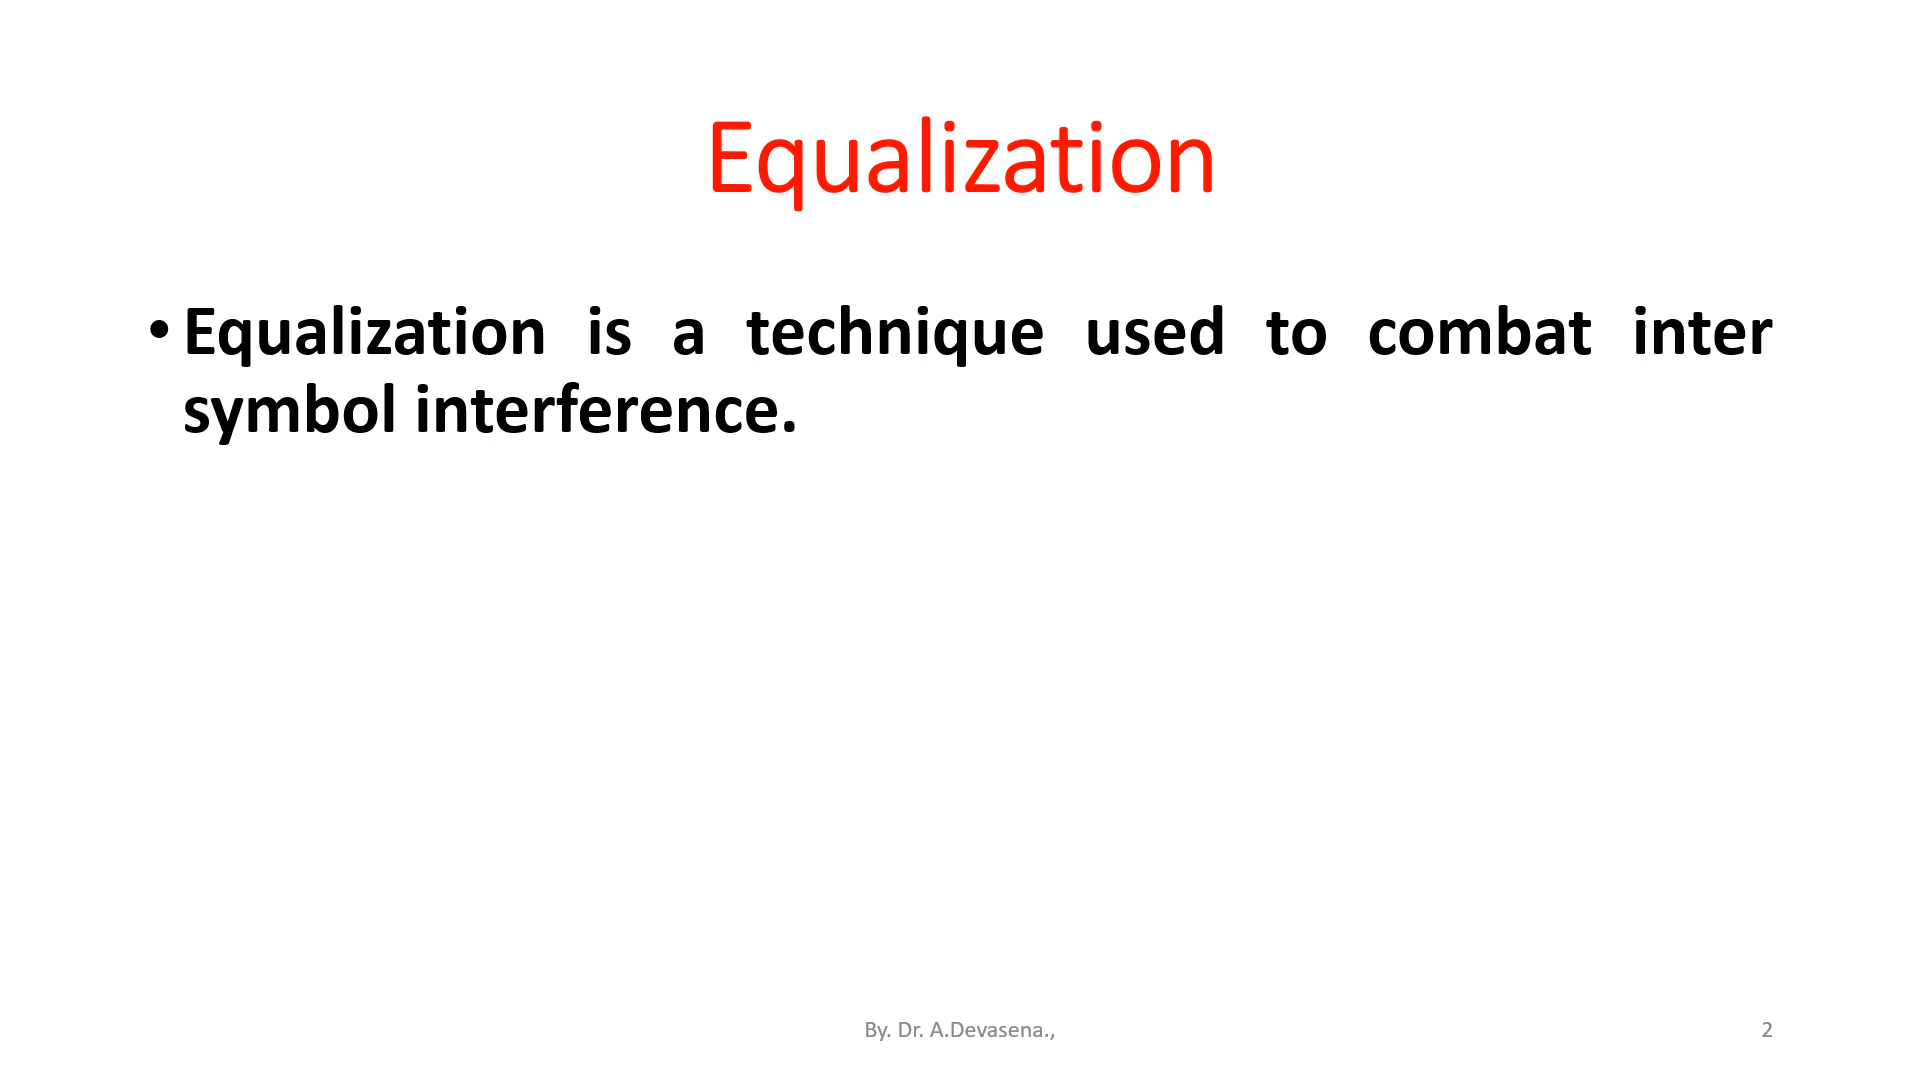 Equalization
• Equalization is a technique used to combat inter
symbol interference.
By. Dr. A.Devasena.,
2